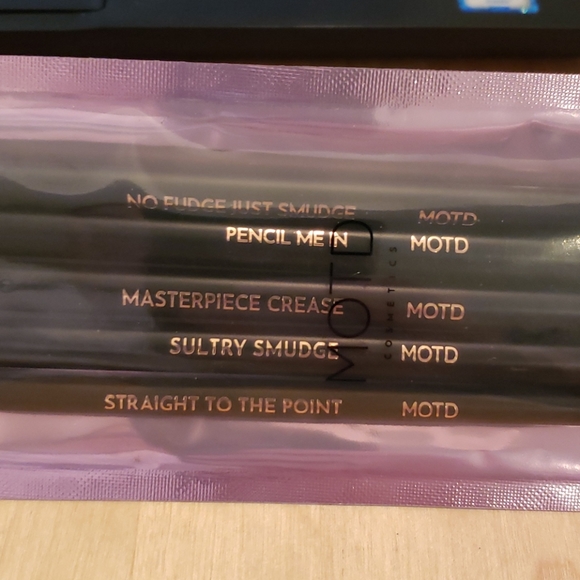 NO FUDGE JUST SMUDGE MOTD
PENCIL ME IN MOTD
MASTERPIECE CREASE MOTD
SULTRY SMUDGE MOTD
STRAIGHT TO THE POINT MOTD
MOTD
COSMETICS